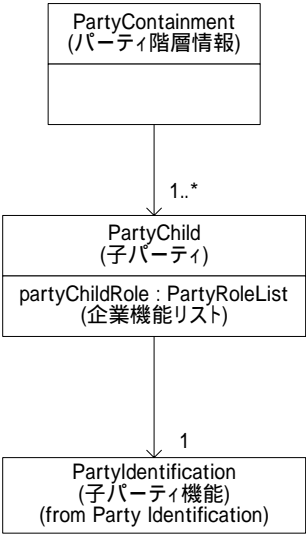 PartyContainment
(パーティ階層情報)
1..*
PartyChild
(子パーティ)
partyChildRole : PartyRoleList
(企業機能リスト)
1
PartyIdentification
(子パーティ機能)
(from Party Identification)